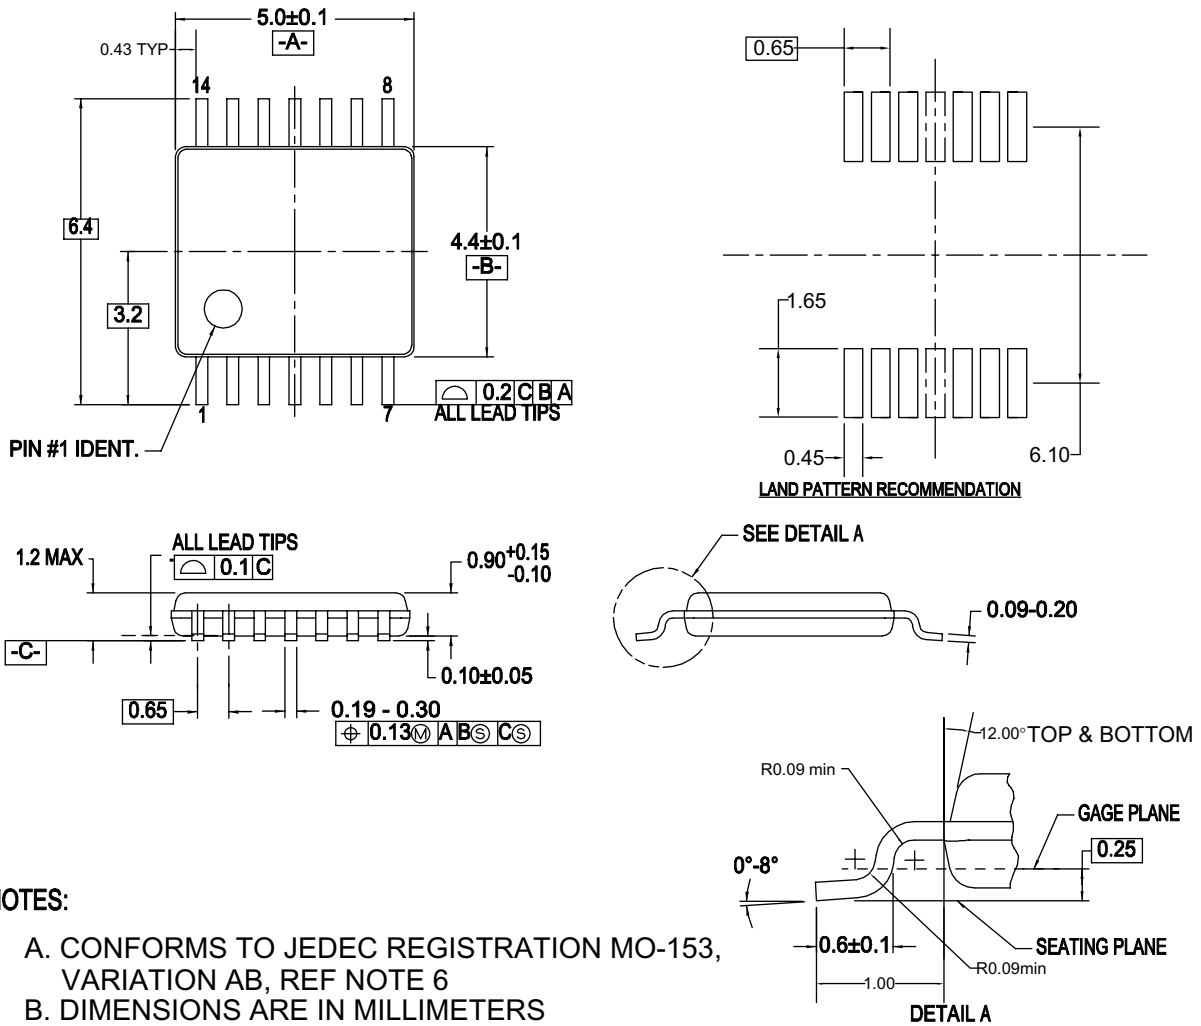 5.0±0.1
-A-
0.43 TYP
14
8
6.4
3.2
4.4±0.1
-B-
1
7
0.2 C B A
ALL LEAD TIPS
PIN #1 IDENT.
0.65
1.65
0.45
6.10
LAND PATTERN RECOMMENDATION
1.2 MAX
ALL LEAD TIPS
0.1 C
0.90 +0.15
-0.10
-C-
0.10±0.05
0.65
0.19 - 0.30
⌖ 0.13Ⓜ A BⓈ CⓈ
SEE DETAIL A
0.09-0.20
12.00° TOP & BOTTOM
R0.09 min
GAGE PLANE
0.25
0°-8°
SEATING PLANE
0.6±0.1
R0.09min
1.00
DETAIL A
NOTES:
A. CONFORMS TO JEDEC REGISTRATION MO-153,
VARIATION AB, REF NOTE 6
B. DIMENSIONS ARE IN MILLIMETERS